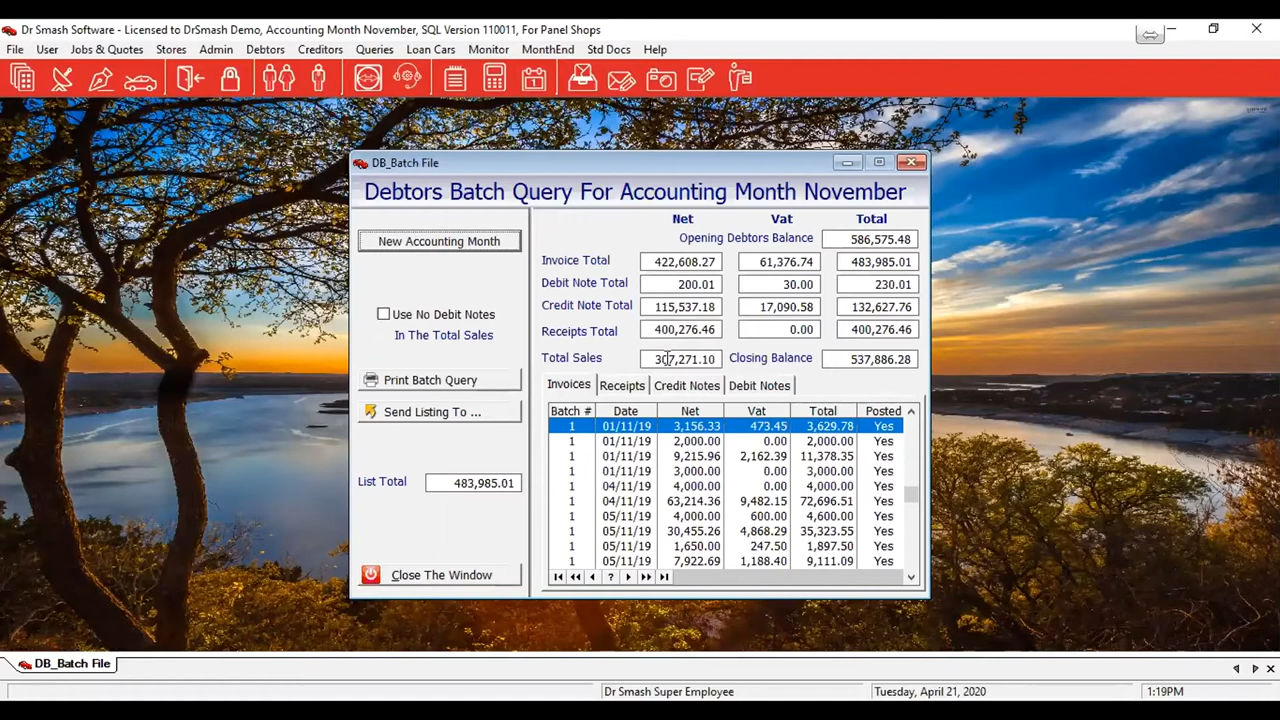 Dr Smash Software - Licensed to DrSmash Demo, Accounting Month November, SQL Version 110011, For Panel Shops
File User Jobs & Quotes Stores Admin Debtors Creditors Queries Loan Cars Monitor MonthEnd Std Docs Help
DB_Batch File
Debtors Batch Query For Accounting Month November
New Accounting Month
Use No Debit Notes
In The Total Sales
Print Batch Query
Send Listing To ...
List Total 483,985.01
Close The Window
Net Vat Total
Opening Debtors Balance 586,575.48
Invoice Total 422,608.27 61,376.74 483,985.01
Debit Note Total 200.01 30.00 230.01
Credit Note Total 115,537.18 17,090.58 132,627.76
Receipts Total 400,276.46 0.00 400,276.46
Total Sales 307,271.10 Closing Balance 537,886.28
Invoices Receipts Credit Notes Debit Notes
Batch # Date Net Vat Total Posted
1 01/11/19 3,156.33 473.45 3,629.78 Yes
1 01/11/19 2,000.00 0.00 2,000.00 Yes
1 01/11/19 9,215.96 2,162.39 11,378.35 Yes
1 01/11/19 3,000.00 0.00 3,000.00 Yes
1 04/11/19 4,000.00 0.00 4,000.00 Yes
1 04/11/19 63,214.36 9,482.15 72,696.51 Yes
1 05/11/19 4,000.00 600.00 4,600.00 Yes
1 05/11/19 30,455.26 4,868.29 35,323.55 Yes
1 05/11/19 1,650.00 247.50 1,897.50 Yes
1 05/11/19 7,922.69 1,188.40 9,111.09 Yes
?
DB_Batch File
Dr Smash Super Employee Tuesday, April 21, 2020 1:19PM